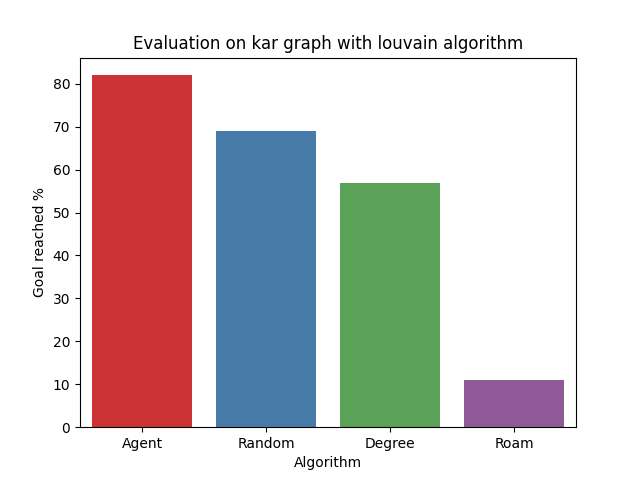 Evaluation on kar graph with louvain algorithm
Goal reached %
80
70
60
50
40
30
20
10
0
Agent Random Degree Roam
Algorithm